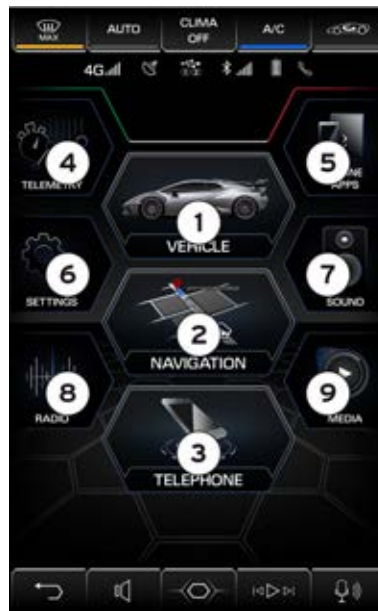 MAX
AUTO
CLIMA
OFF
A/C
4G
4
TELEMETRY
5
APPS
1
VEHICLE
6
SETTINGS
7
SOUND
2
NAVIGATION
8
RADIO
9
MEDIA
3
TELEPHONE